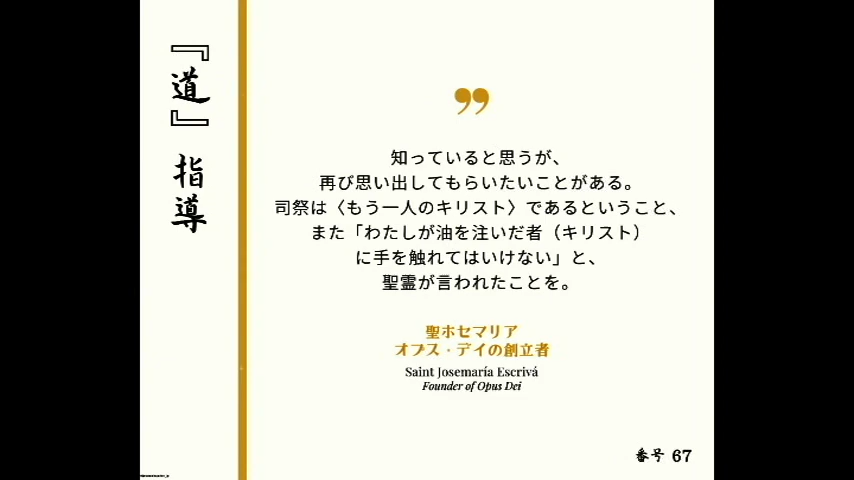 『道』指導
”
知っていると思うが、
再び思い出してもらいたいことがある。
司祭は〈もう一人のキリスト〉であるということ、
また「わたしが油を注いだ者（キリスト）
に手を触れてはいけない」と、
聖霊が言われたことを。
聖ホセマリア
オプス・デイの創立者
Saint Josemaría Escrivá
Founder of Opus Dei
番号 67